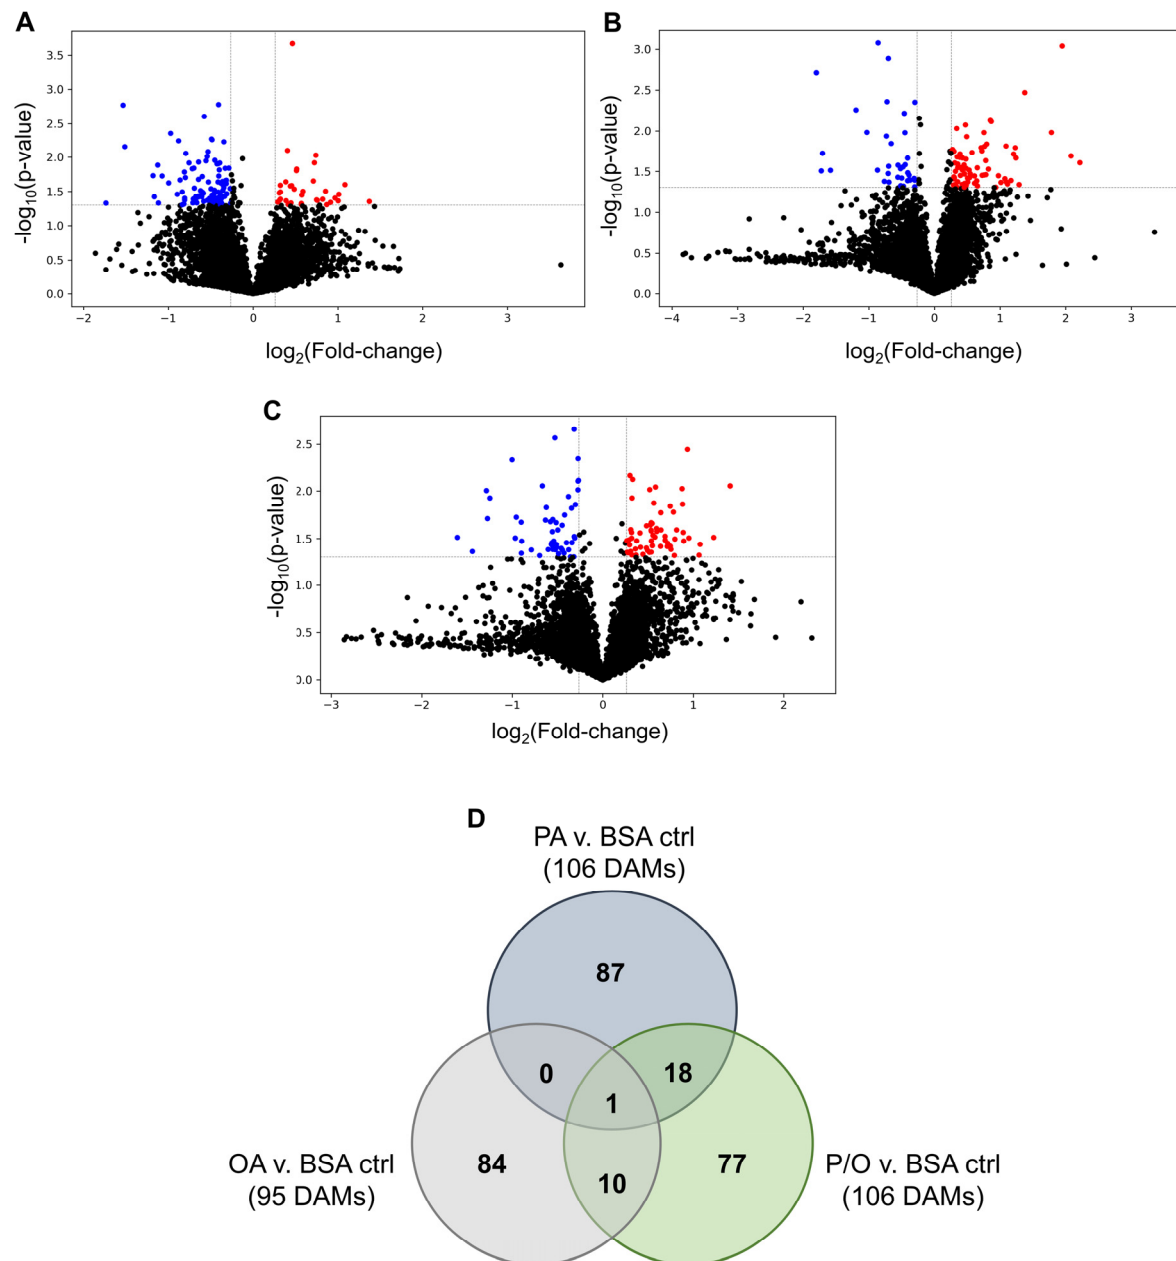 A
3.5
3.0
2.5
2.0
1.5
1.0
0.5
0.0
-log10(p-value)
−2 −1 0 1 2 3
log2(Fold-change)
B
3.0
2.5
2.0
1.5
1.0
0.5
0.0
-log10(p-value)
−4 −3 −2 −1 0 1 2 3
log2(Fold-change)
C
2.5
2.0
1.5
1.0
0.5
0.0
-log10(p-value)
−3 −2 −1 0 1 2
log2(Fold-change)
D
PA v. BSA ctrl
(106 DAMs)
87
0
18
1
OA v. BSA ctrl
(95 DAMs)
84
10
77
P/O v. BSA ctrl
(106 DAMs)